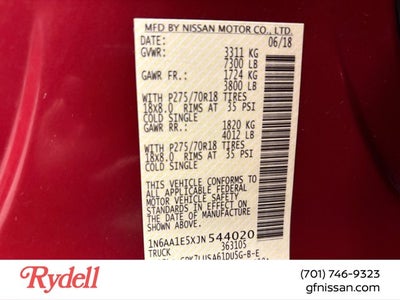 MFD BY NISSAN MOTOR CO., LTD.
DATE: 06/18
GVWR: 3311 KG
7300 LB
GAWR FR.: 1724 KG
3800 LB
WITH P275/70R18 TIRES
18x8.0 RIMS AT 35 PSI
COLD SINGLE
GAWR RR.: 1820 KG
4012 LB
WITH P275/70R18 TIRES
18x8.0 RIMS AT 35 PSI
COLD SINGLE
THIS VEHICLE CONFORMS TO
ALL APPLICABLE FEDERAL
MOTOR VEHICLE SAFETY
STANDARDS IN EFFECT ON
THE DATE OF MANUFACTURE
SHOWN ABOVE.
1N6AA1E5XJN544020
TRUCK 363105
Rydell
(701) 746-9323
gfnissan.com